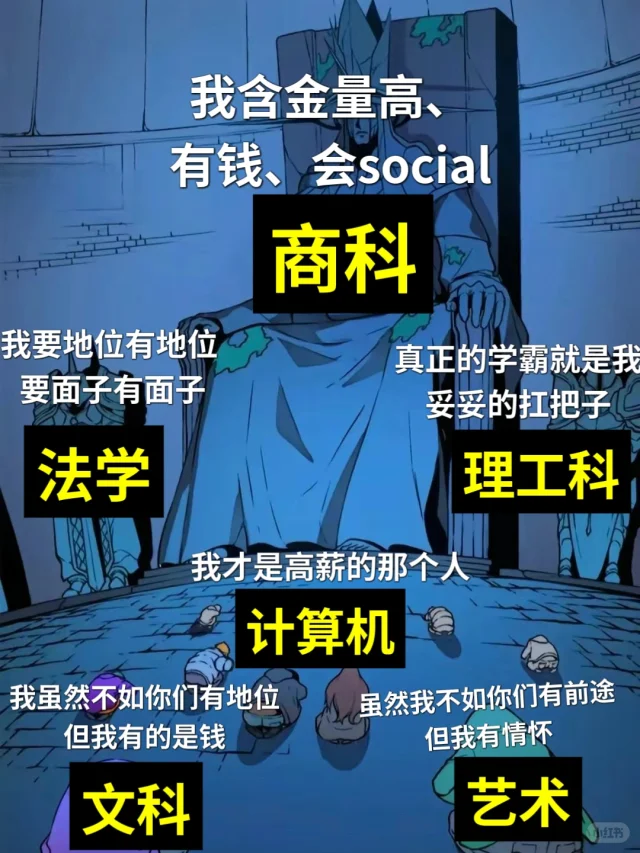 我含金量高、
有钱、会social
商科
我要地位有地位
要面子有面子
法学
真正的学霸就是我
妥妥的扛把子
理工科
我才是高薪的那个人
计算机
我虽然不如你们有地位
但我有的是钱
文科
虽然我不如你们有前途
但我有情怀
艺术
小红书